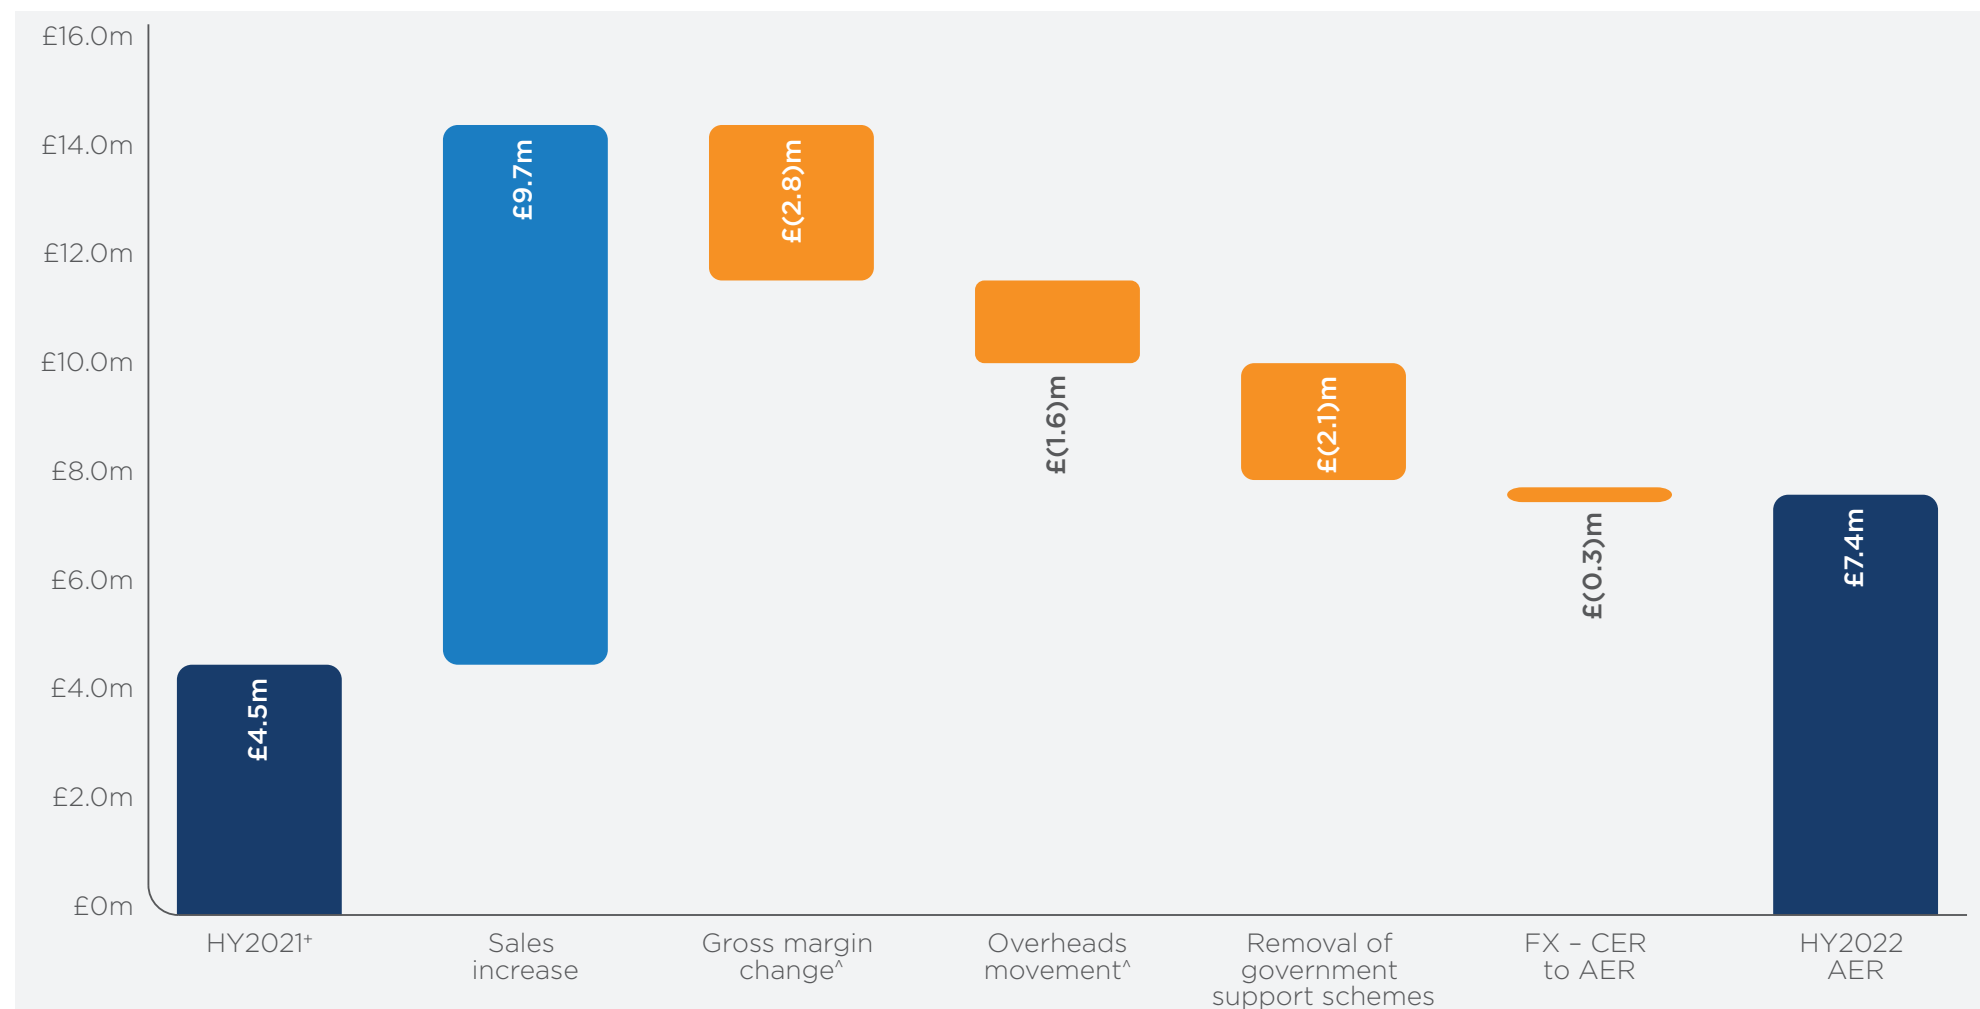 £16.0m
£14.0m
£12.0m
£10.0m
£8.0m
£6.0m
£4.0m
£2.0m
£0m
£4.5m
£9.7m
£(2.8)m
£(1.6)m
£(2.1)m
£(0.3)m
£7.4m
HY2021+
Sales
increase
Gross margin
change^
Overheads
movement^
Removal of
government
support schemes
FX – CER
to AER
HY2022
AER